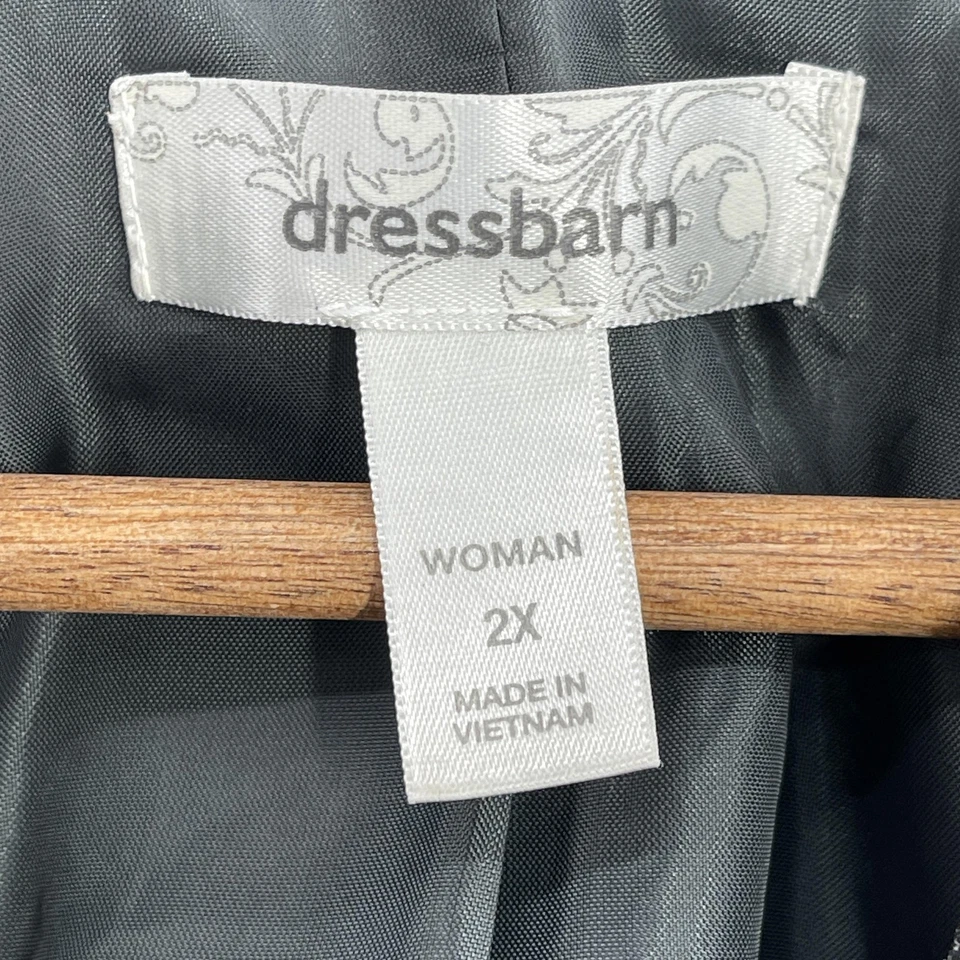 dressbarn
WOMAN
2X
MADE IN
VIETNAM